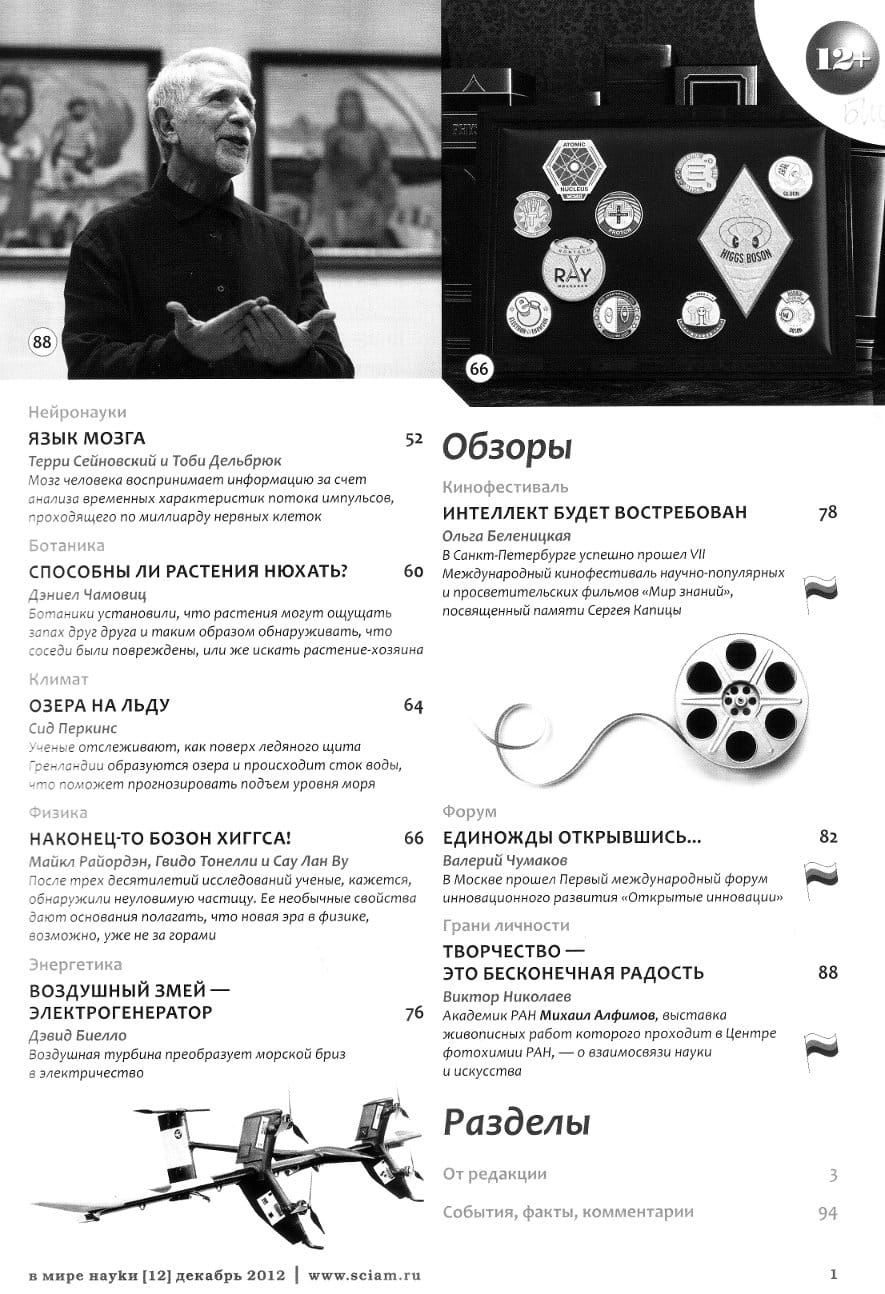 12+
ATOMIC
NUCLEUS
PROTON
GLUON
HIGGS BOSON
RAY
88
66
Нейронауки
ЯЗЫК МОЗГА 52
Терри Сейновский и Тоби Дельбрюк
Мозг человека воспринимает информацию за счет
анализа временных характеристик потока импульсов,
проходящего по миллиарду нервных клеток
Ботаника
СПОСОБНЫ ЛИ РАСТЕНИЯ НЮХАТЬ? 60
Дэниел Чамовиц
Ботаники установили, что растения могут ощущать
запах друг друга и таким образом обнаруживать, что
соседи были повреждены, или же искать растение-хозяина
Климат
ОЗЕРА НА ЛЬДУ 64
Сид Перкинс
Ученые отслеживают, как поверх ледяного щита
Гренландии образуются озера и происходит сток воды,
что поможет прогнозировать подъем уровня моря
Физика
НАКОНЕЦ-ТО БОЗОН ХИГГСА! 66
Майкл Райордэн, Гвидо Тонелли и Сау Лан Ву
После трех десятилетий исследований ученые, кажется,
обнаружили неуловимую частицу. Ее необычные свойства
дают основания полагать, что новая эра в физике,
возможно, уже не за горами
Энергетика
ВОЗДУШНЫЙ ЗМЕЙ —
ЭЛЕКТРОГЕНЕРАТОР 76
Дэвид Биелло
Воздушная турбина преобразует морской бриз
в электричество
Обзоры
Кинофестиваль
ИНТЕЛЛЕКТ БУДЕТ ВОСТРЕБОВАН 78
Ольга Беленицкая
В Санкт-Петербурге успешно прошел VII
Международный кинофестиваль научно-популярных
и просветительских фильмов «Мир знаний»,
посвященный памяти Сергея Капицы
Форум
ЕДИНОЖДЫ ОТКРЫВШИСЬ... 82
Валерий Чумаков
В Москве прошел Первый международный форум
инновационного развития «Открытые инновации»
Грани личности
ТВОРЧЕСТВО —
ЭТО БЕСКОНЕЧНАЯ РАДОСТЬ 88
Виктор Николаев
Академик РАН Михаил Алфимов, выставка
живописных работ которого проходит в Центре
фотохимии РАН, — о взаимосвязи науки
и искусства
Разделы
От редакции 3
События, факты, комментарии 94
в мире науки [12] декабрь 2012 | www.sciam.ru 1